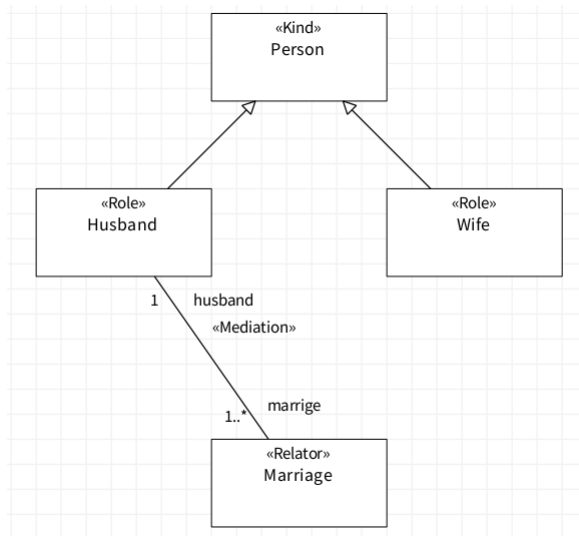 «Kind»
Person
«Role»
Husband
«Role»
Wife
1
husband
«Mediation»
marrige
1..*
«Relator»
Marriage